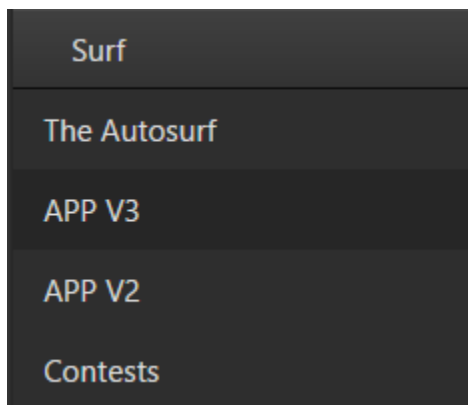 Surf
The Autosurf
APP V3
APP V2
Contests